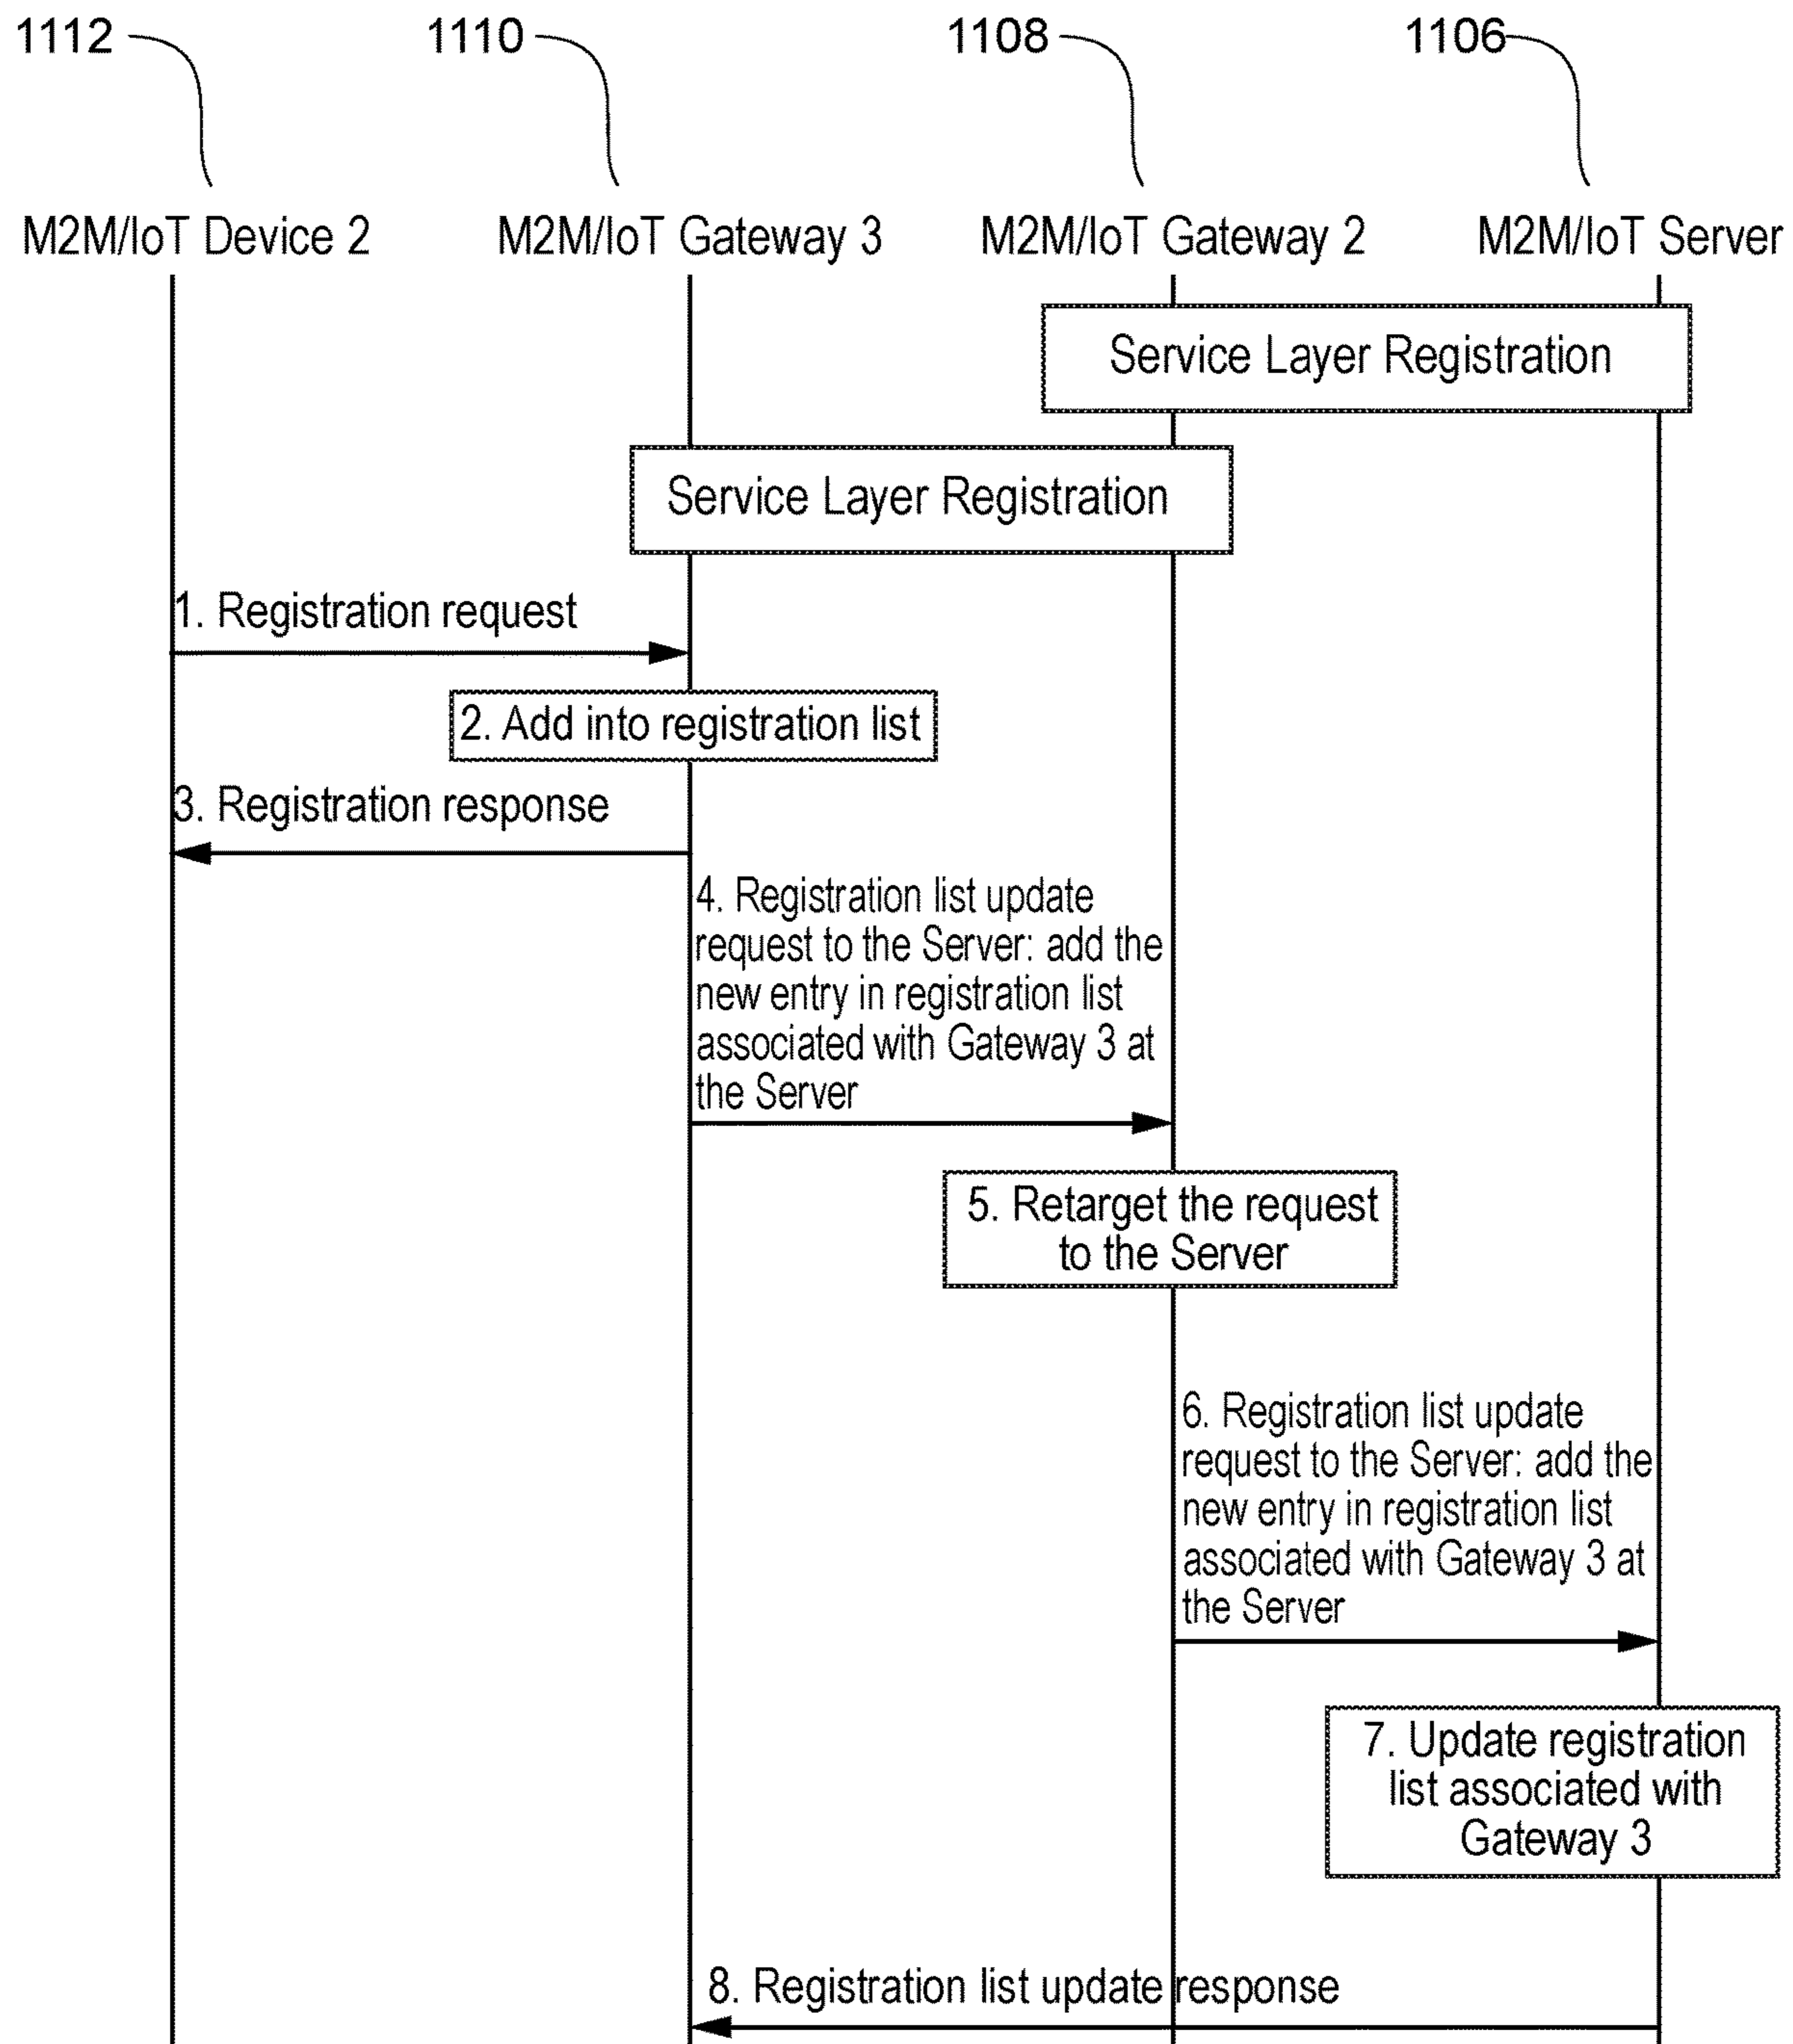 1112
1110
1108
1106
M2M/IoT Device 2
M2M/IoT Gateway 3
M2M/IoT Gateway 2
M2M/IoT Server
Service Layer Registration
Service Layer Registration
1. Registration request
2. Add into registration list
3. Registration response
4. Registration list update
request to the Server: add the
new entry in registration list
associated with Gateway 3 at
the Server
5. Retarget the request
to the Server
6. Registration list update
request to the Server: add the
new entry in registration list
associated with Gateway 3 at
the Server
7. Update registration
list associated with
Gateway 3
8. Registration list update response